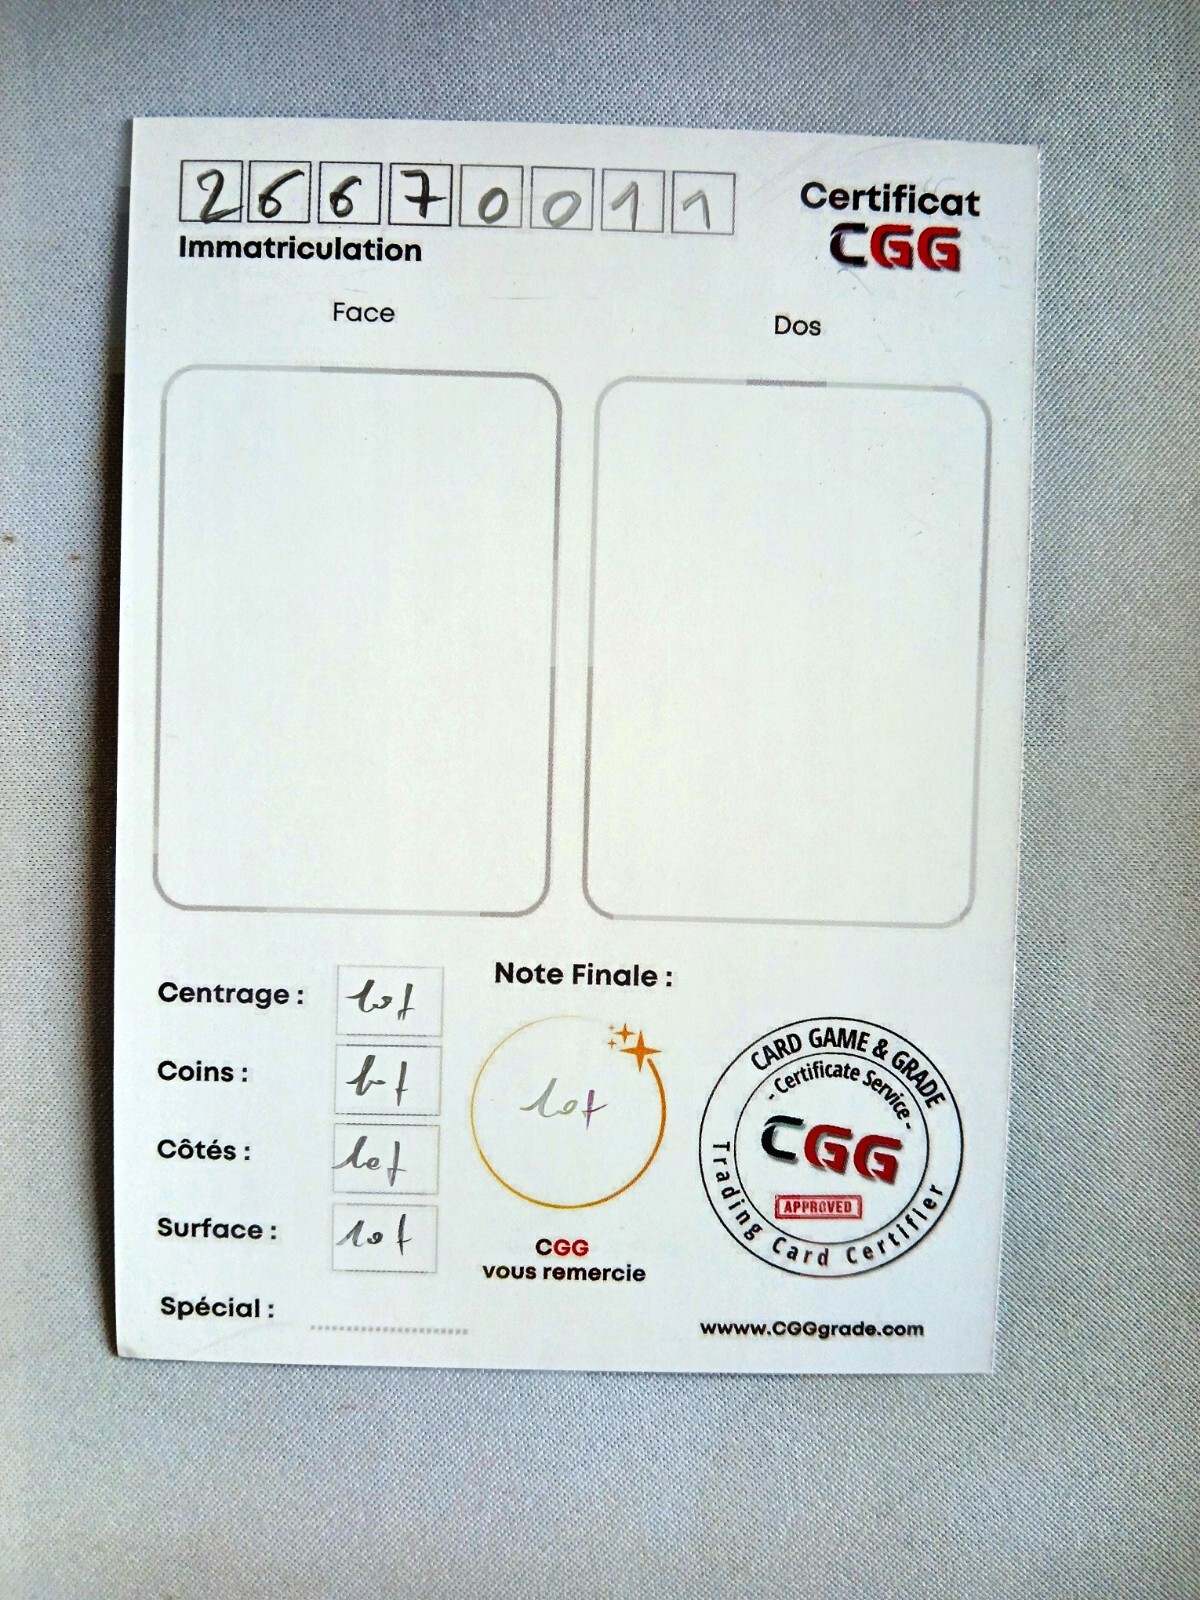 26670011
Immatriculation
Certificat
CGG
Face
Dos
Centrage :
Coins :
Côtés :
Surface :
Spécial :
Note Finale :
CGG
vous remercie
CARD GAME & GRADE
- Certificate Service -
CGG
APPROVED
Trading Card Certifier
wwww.CGGgrade.com